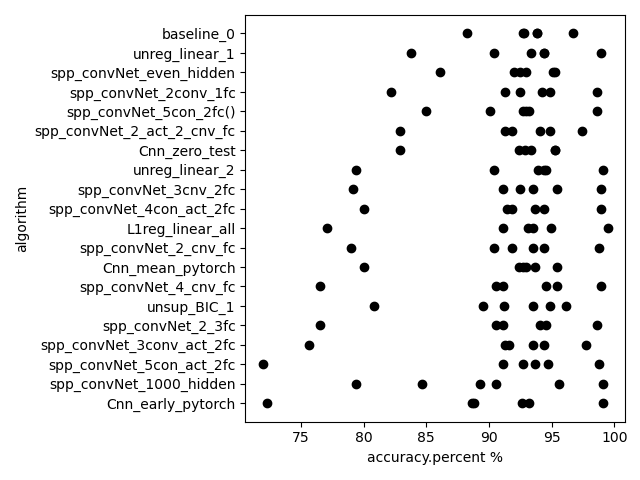 baseline_0
unreg_linear_1
spp_convNet_even_hidden
spp_convNet_2conv_1fc
spp_convNet_5con_2fc()
spp_convNet_2_act_2_cnv_fc
Cnn_zero_test
unreg_linear_2
spp_convNet_3cnv_2fc
spp_convNet_4con_act_2fc
L1reg_linear_all
spp_convNet_2_cnv_fc
Cnn_mean_pytorch
spp_convNet_4_cnv_fc
unsup_BIC_1
spp_convNet_2_3fc
spp_convNet_3conv_act_2fc
spp_convNet_5con_act_2fc
spp_convNet_1000_hidden
Cnn_early_pytorch
algorithm
75 80 85 90 95 100
accuracy.percent %